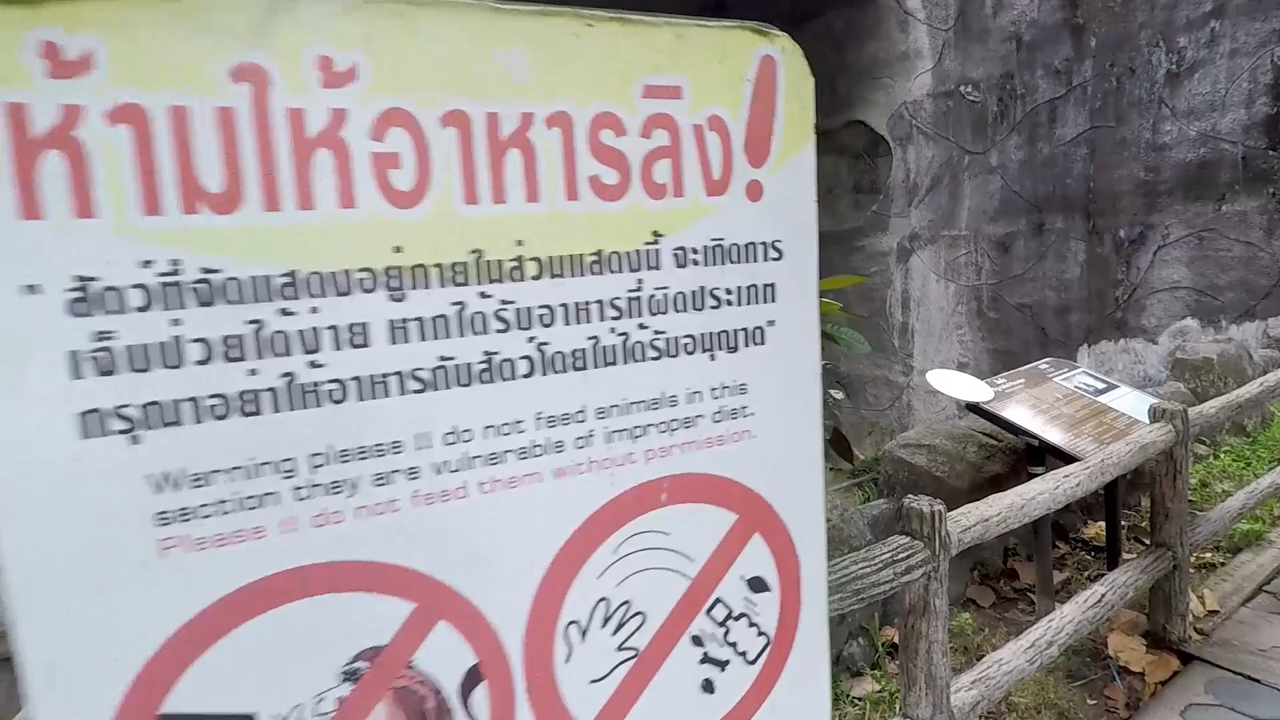 ห้ามให้อาหารลิง!
" สัตว์ที่จัดแสดงอยู่ภายในส่วนแสดงนี้ จะเกิดการ
เจ็บป่วยได้ง่าย หากได้รับอาหารที่ผิดประเภท
กรุณาอย่าให้อาหารกับสัตว์โดยไม่ได้รับอนุญาต"
Warning please !!! do not feed animals in this
section they are vulnerable of improper diet.
Please !!! do not feed them without parmission.